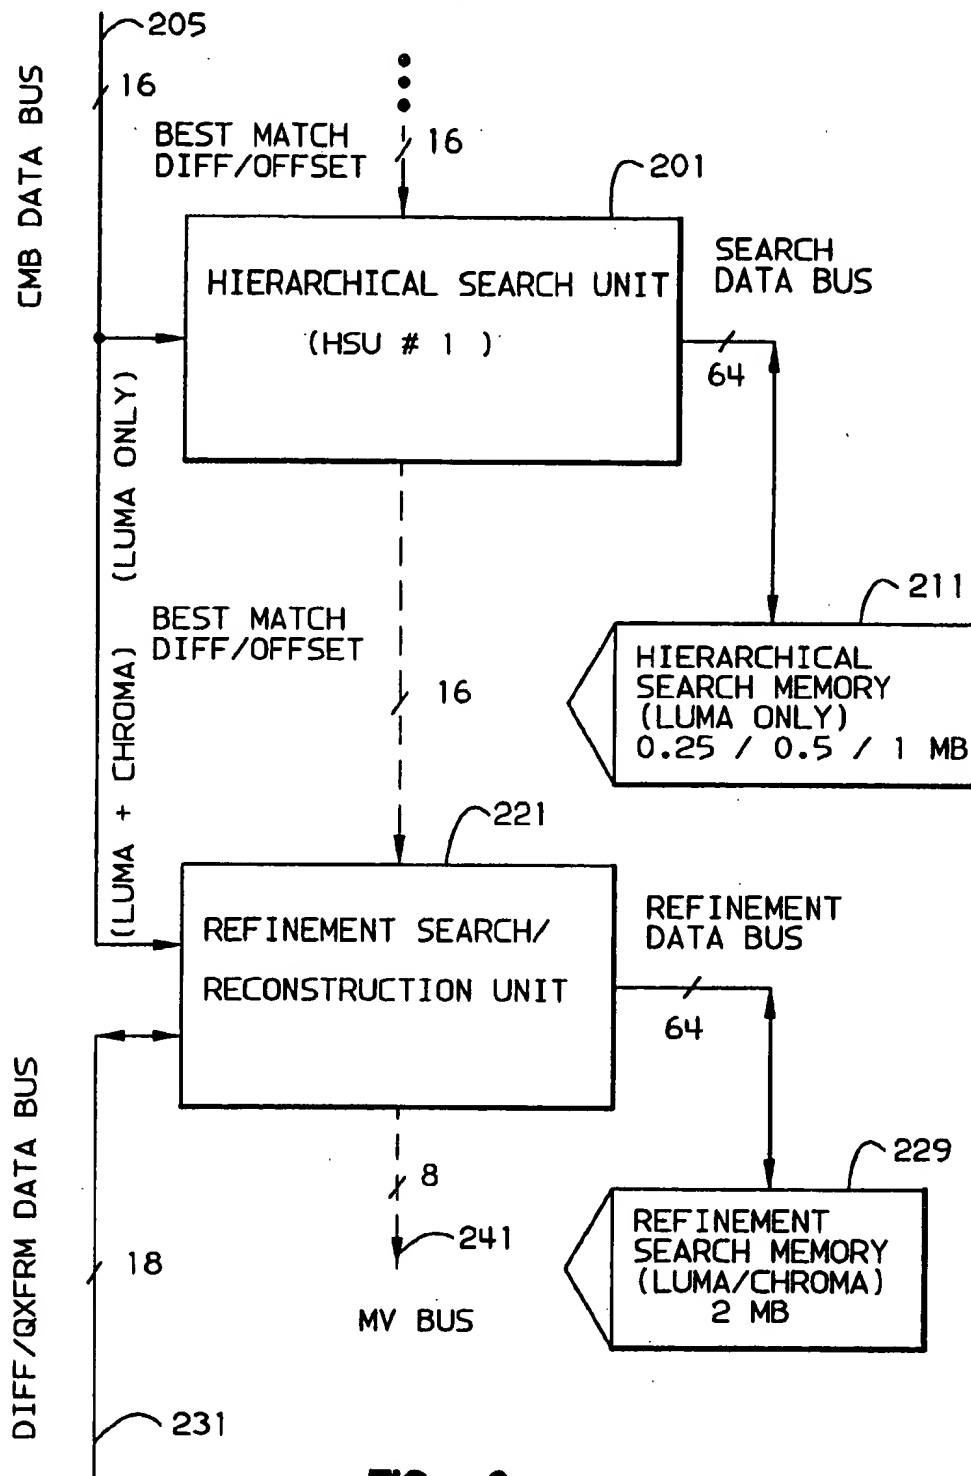 205
16
CMB DATA BUS
BEST MATCH
DIFF/OFFSET
16
201
HIERARCHICAL SEARCH UNIT
(HSU # 1 )
SEARCH
DATA BUS
64
(LUMA ONLY)
(LUMA + CHROMA)
BEST MATCH
DIFF/OFFSET
16
211
HIERARCHICAL
SEARCH MEMORY
(LUMA ONLY)
0.25 / 0.5 / 1 MB
221
REFINEMENT SEARCH/
RECONSTRUCTION UNIT
REFINEMENT
DATA BUS
64
DIFF/QXFRM DATA BUS
18
8
241
MV BUS
229
REFINEMENT
SEARCH MEMORY
(LUMA/CHROMA)
2 MB
231